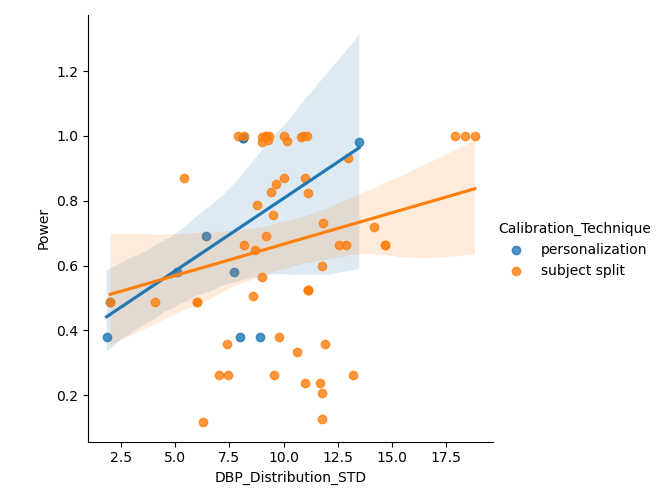 1.2
1.0
0.8
0.6
0.4
0.2
Power
2.5 5.0 7.5 10.0 12.5 15.0 17.5
DBP_Distribution_STD
Calibration_Technique
personalization
subject split